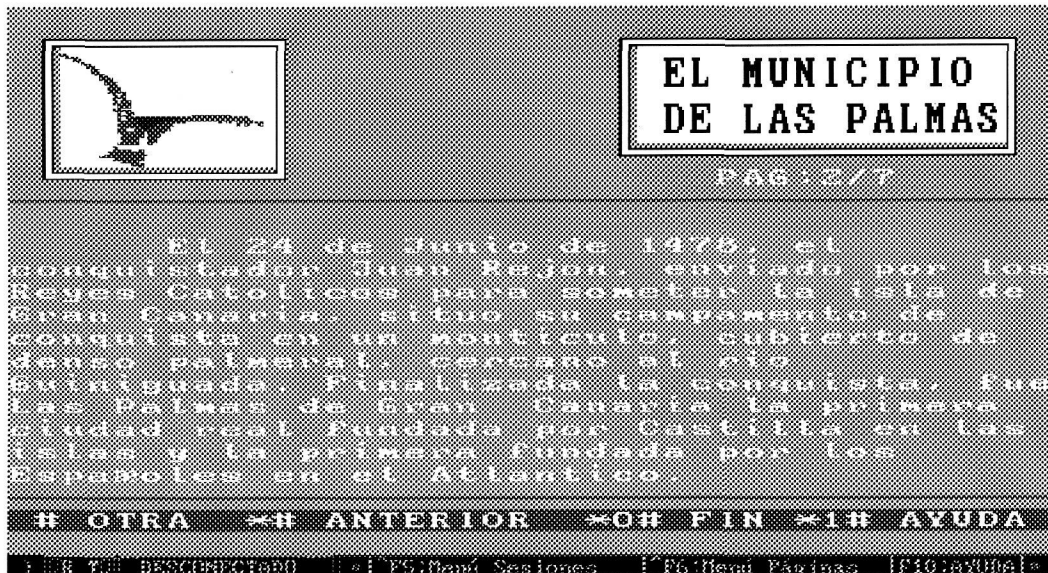 EL MUNICIPIO
DE LAS PALMAS
PAG:2/7
El 24 de Junio de 1478, el
conquistador Juan Rejon, enviado por los
Reyes Catolicos para someter la isla de
Gran Canaria, situo su campamento de
conquista en un monticulo, cubierto de
denso palmeral, cercano al rio
Guiniguada. Finalizada la conquista, fue
Las Palmas de Gran Canaria la primera
ciudad real fundada por Castilla en las
islas y la primera fundada por los
Espanoles en el Atlantico.
# OTRA *# ANTERIOR *0# FIN *1# AYUDA
DESCONECTADO F5:Menú Sesiones F6:Menú Páginas F10:AYUDA